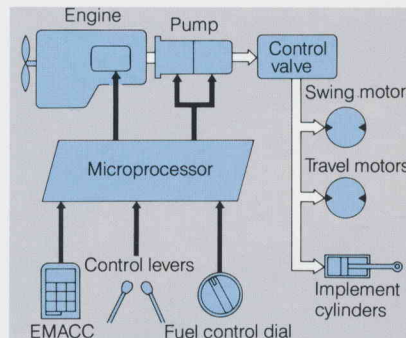 Engine
Pump
Control
valve
Swing motor
Travel motors
Microprocessor
Control levers
Implement
cylinders
EMACC
Fuel control dial